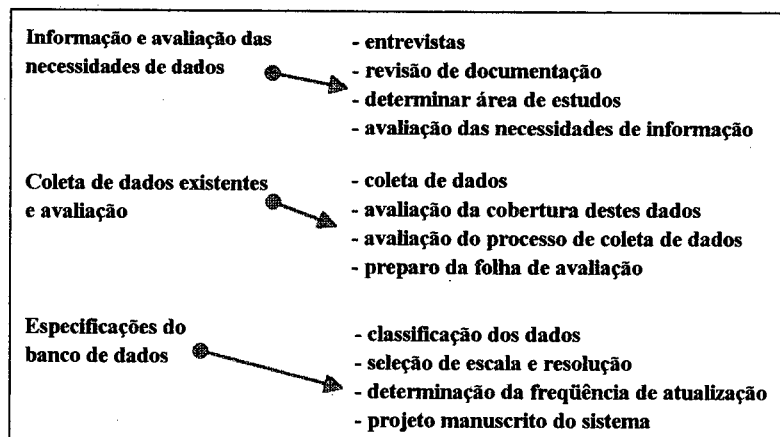 Informação e avaliação das
necessidades de dados
- entrevistas
- revisão de documentação
- determinar área de estudos
- avaliação das necessidades de informação
Coleta de dados existentes
e avaliação
- coleta de dados
- avaliação da cobertura destes dados
- avaliação do processo de coleta de dados
- preparo da folha de avaliação
Especificações do
banco de dados
- classificação dos dados
- seleção de escala e resolução
- determinação da freqüência de atualização
- projeto manuscrito do sistema